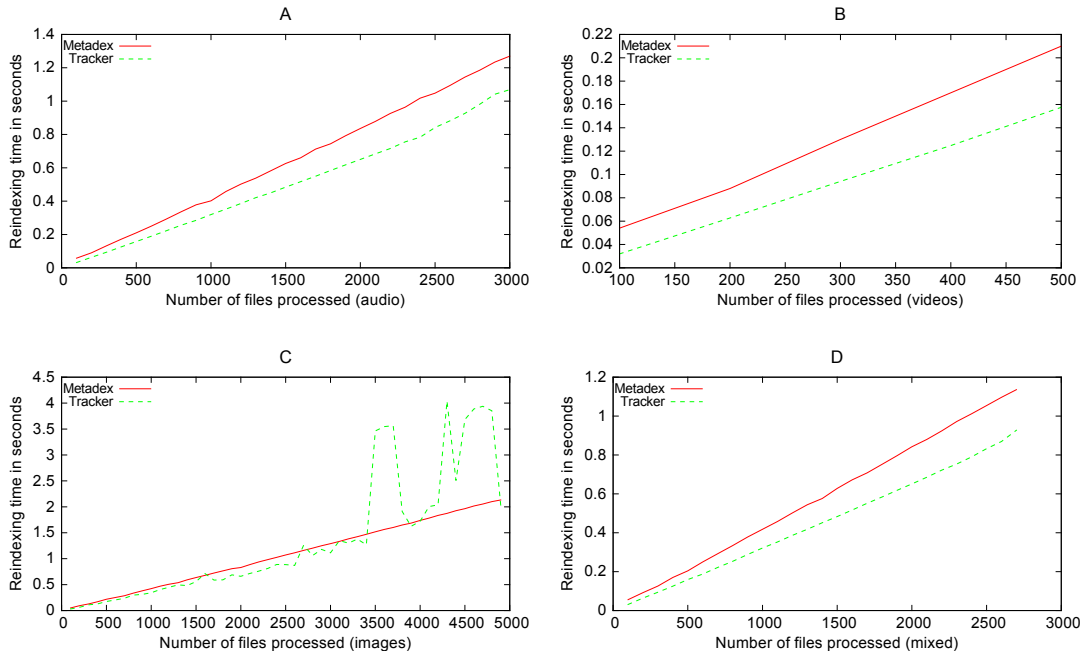 A
Reindexing time in seconds
1.4
1.2
1
0.8
0.6
0.4
0.2
0
Metadex
Tracker
0 500 1000 1500 2000 2500 3000
Number of files processed (audio)
B
Reindexing time in seconds
0.22
0.2
0.18
0.16
0.14
0.12
0.1
0.08
0.06
0.04
0.02
Metadex
Tracker
100 150 200 250 300 350 400 450 500
Number of files processed (videos)
C
Reindexing time in seconds
4.5
4
3.5
3
2.5
2
1.5
1
0.5
0
Metadex
Tracker
0 500 1000 1500 2000 2500 3000 3500 4000 4500 5000
Number of files processed (images)
D
Reindexing time in seconds
1.2
1
0.8
0.6
0.4
0.2
0
Metadex
Tracker
0 500 1000 1500 2000 2500 3000
Number of files processed (mixed)